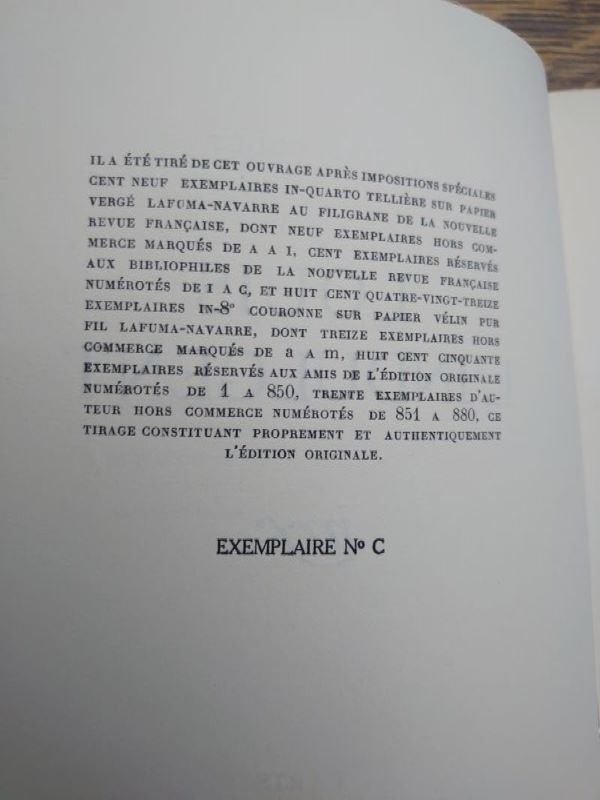 IL A ÉTÉ TIRÉ DE CET OUVRAGE APRÈS IMPOSITIONS SPÉCIALES
CENT NEUF EXEMPLAIRES IN-QUARTO TELLIÈRE SUR PAPIER
VERGÉ LAFUMA-NAVARRE AU FILIGRANE DE LA NOUVELLE
REVUE FRANÇAISE, DONT NEUF EXEMPLAIRES HORS COM-
MERCE MARQUÉS DE A A I, CENT EXEMPLAIRES RÉSERVÉS
AUX BIBLIOPHILES DE LA NOUVELLE REVUE FRANÇAISE
NUMÉROTÉS DE I A C, ET HUIT CENT QUATRE-VINGT-TREIZE
EXEMPLAIRES IN-8º COURONNE SUR PAPIER VÉLIN PUR
FIL LAFUMA-NAVARRE, DONT TREIZE EXEMPLAIRES HORS
COMMERCE MARQUÉS DE a A m, HUIT CENT CINQUANTE
EXEMPLAIRES RÉSERVÉS AUX AMIS DE L'ÉDITION ORIGINALE
NUMÉROTÉS DE 1 A 850, TRENTE EXEMPLAIRES D'AU-
TEUR HORS COMMERCE NUMÉROTÉS DE 851 A 880, CE
TIRAGE CONSTITUANT PROPREMENT ET AUTHENTIQUEMENT
L'ÉDITION ORIGINALE.
EXEMPLAIRE Nº C